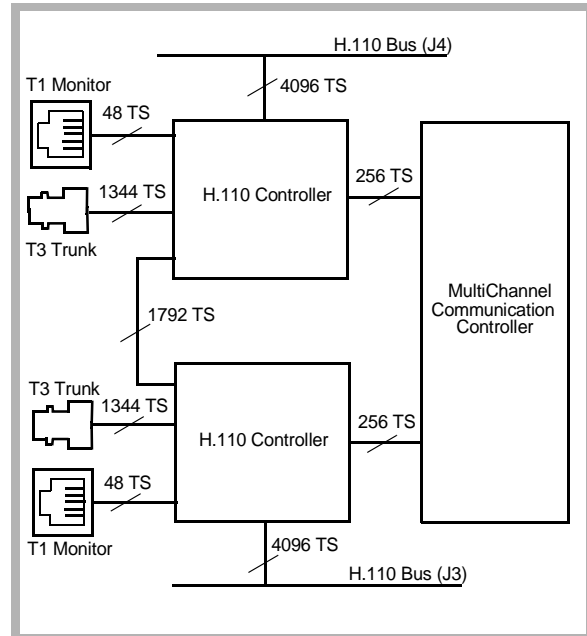 H.110 Bus (J4)
T1 Monitor
4096 TS
48 TS
1344 TS
H.110 Controller
256 TS
T3 Trunk
MultiChannel
Communication
Controller
1792 TS
T3 Trunk
1344 TS
H.110 Controller
256 TS
48 TS
T1 Monitor
4096 TS
H.110 Bus (J3)